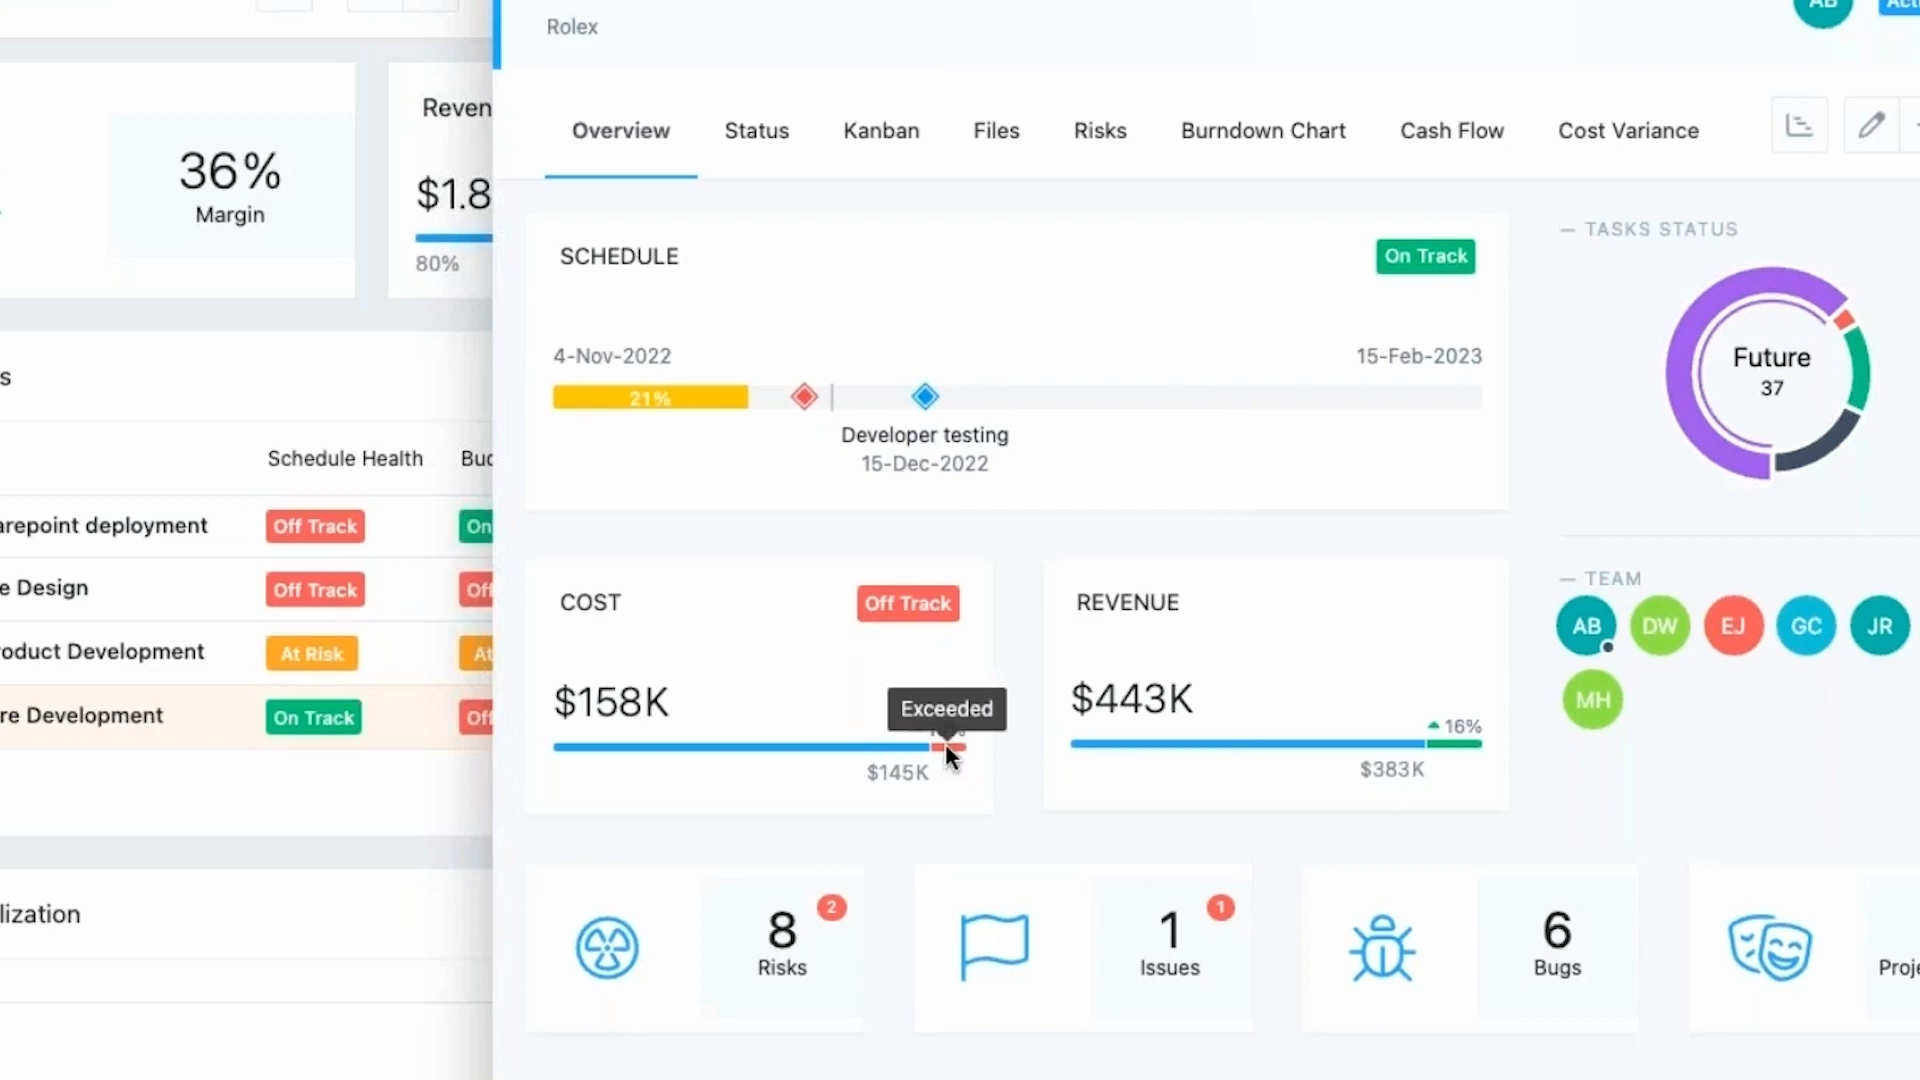 Rolex
Overview
Status
Kanban
Files
Risks
Burndown Chart
Cash Flow
Cost Variance
36%
Margin
$1.8
80%
SCHEDULE
On Track
4-Nov-2022
15-Feb-2023
21%
Developer testing
15-Dec-2022
TASKS STATUS
Future
37
Schedule Health
arepoint deployment
Off Track
On
e Design
Off Track
Off
roduct Development
At Risk
At
re Development
On Track
Off
lization
COST
Off Track
$158K
Exceeded
$145K
REVENUE
$443K
16%
$383K
TEAM
AB
DW
EJ
GC
JR
MH
8
2
Risks
1
1
Issues
6
Bugs